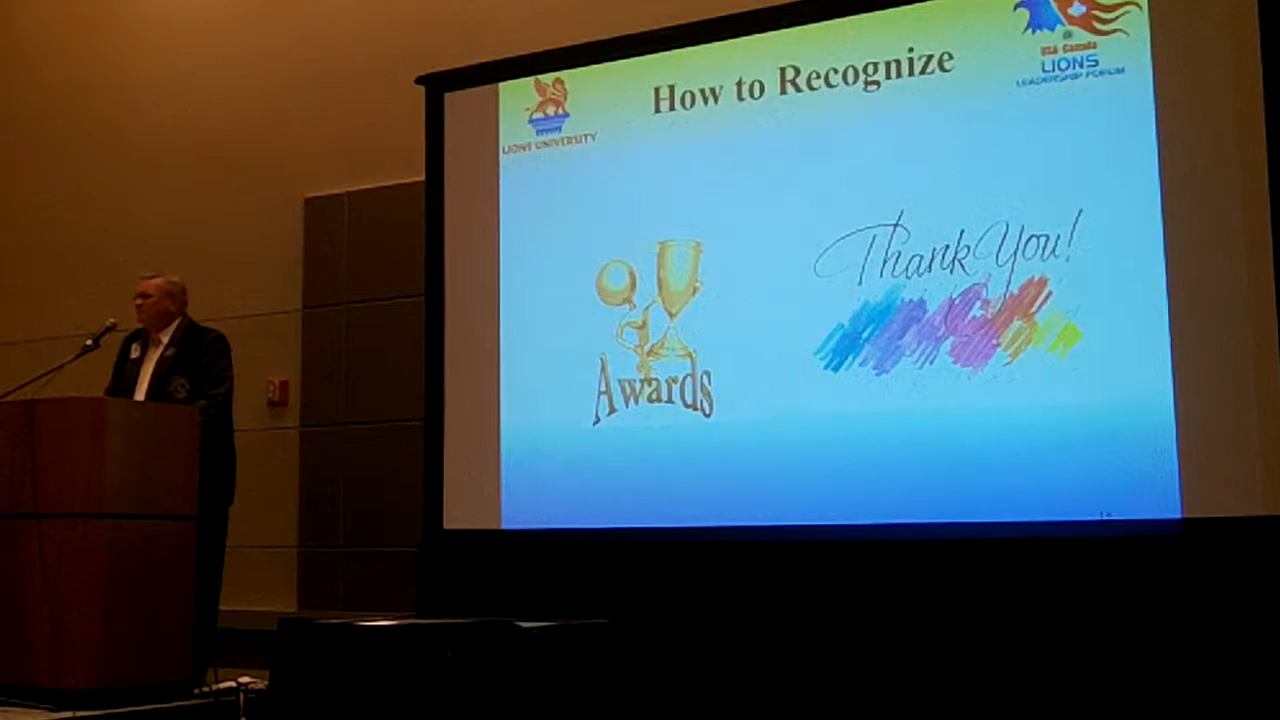 How to Recognize
LIONS UNIVERSITY
USA Canada
LIONS
LEADERSHIP FORUM
Thank You!
Awards